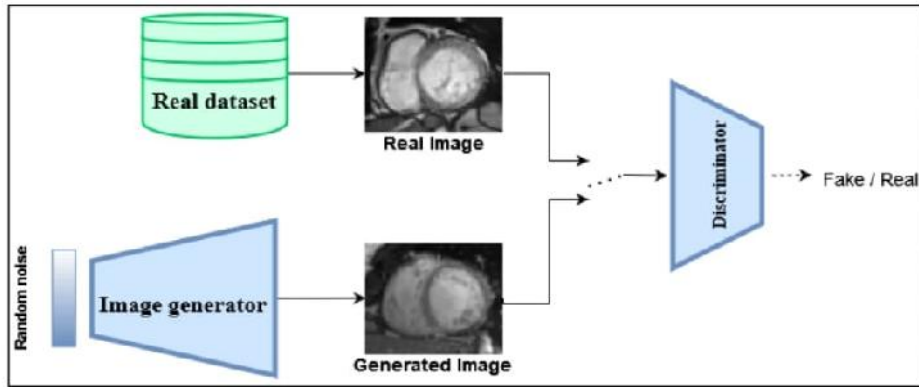 Real dataset
Real Image
Discriminator
Fake / Real
Random noise
Image generator
Generated Image